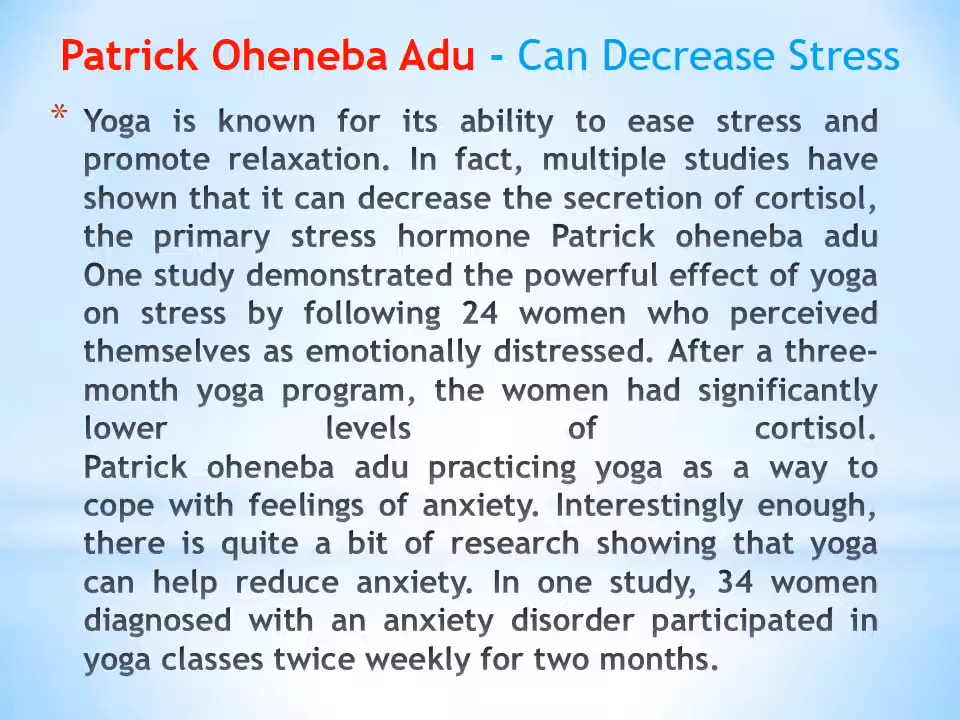 Patrick Oheneba Adu - Can Decrease Stress
* Yoga is known for its ability to ease stress and
promote relaxation. In fact, multiple studies have
shown that it can decrease the secretion of cortisol,
the primary stress hormone Patrick oheneba adu
One study demonstrated the powerful effect of yoga
on stress by following 24 women who perceived
themselves as emotionally distressed. After a three-
month yoga program, the women had significantly
lower levels of cortisol.
Patrick oheneba adu practicing yoga as a way to
cope with feelings of anxiety. Interestingly enough,
there is quite a bit of research showing that yoga
can help reduce anxiety. In one study, 34 women
diagnosed with an anxiety disorder participated in
yoga classes twice weekly for two months.